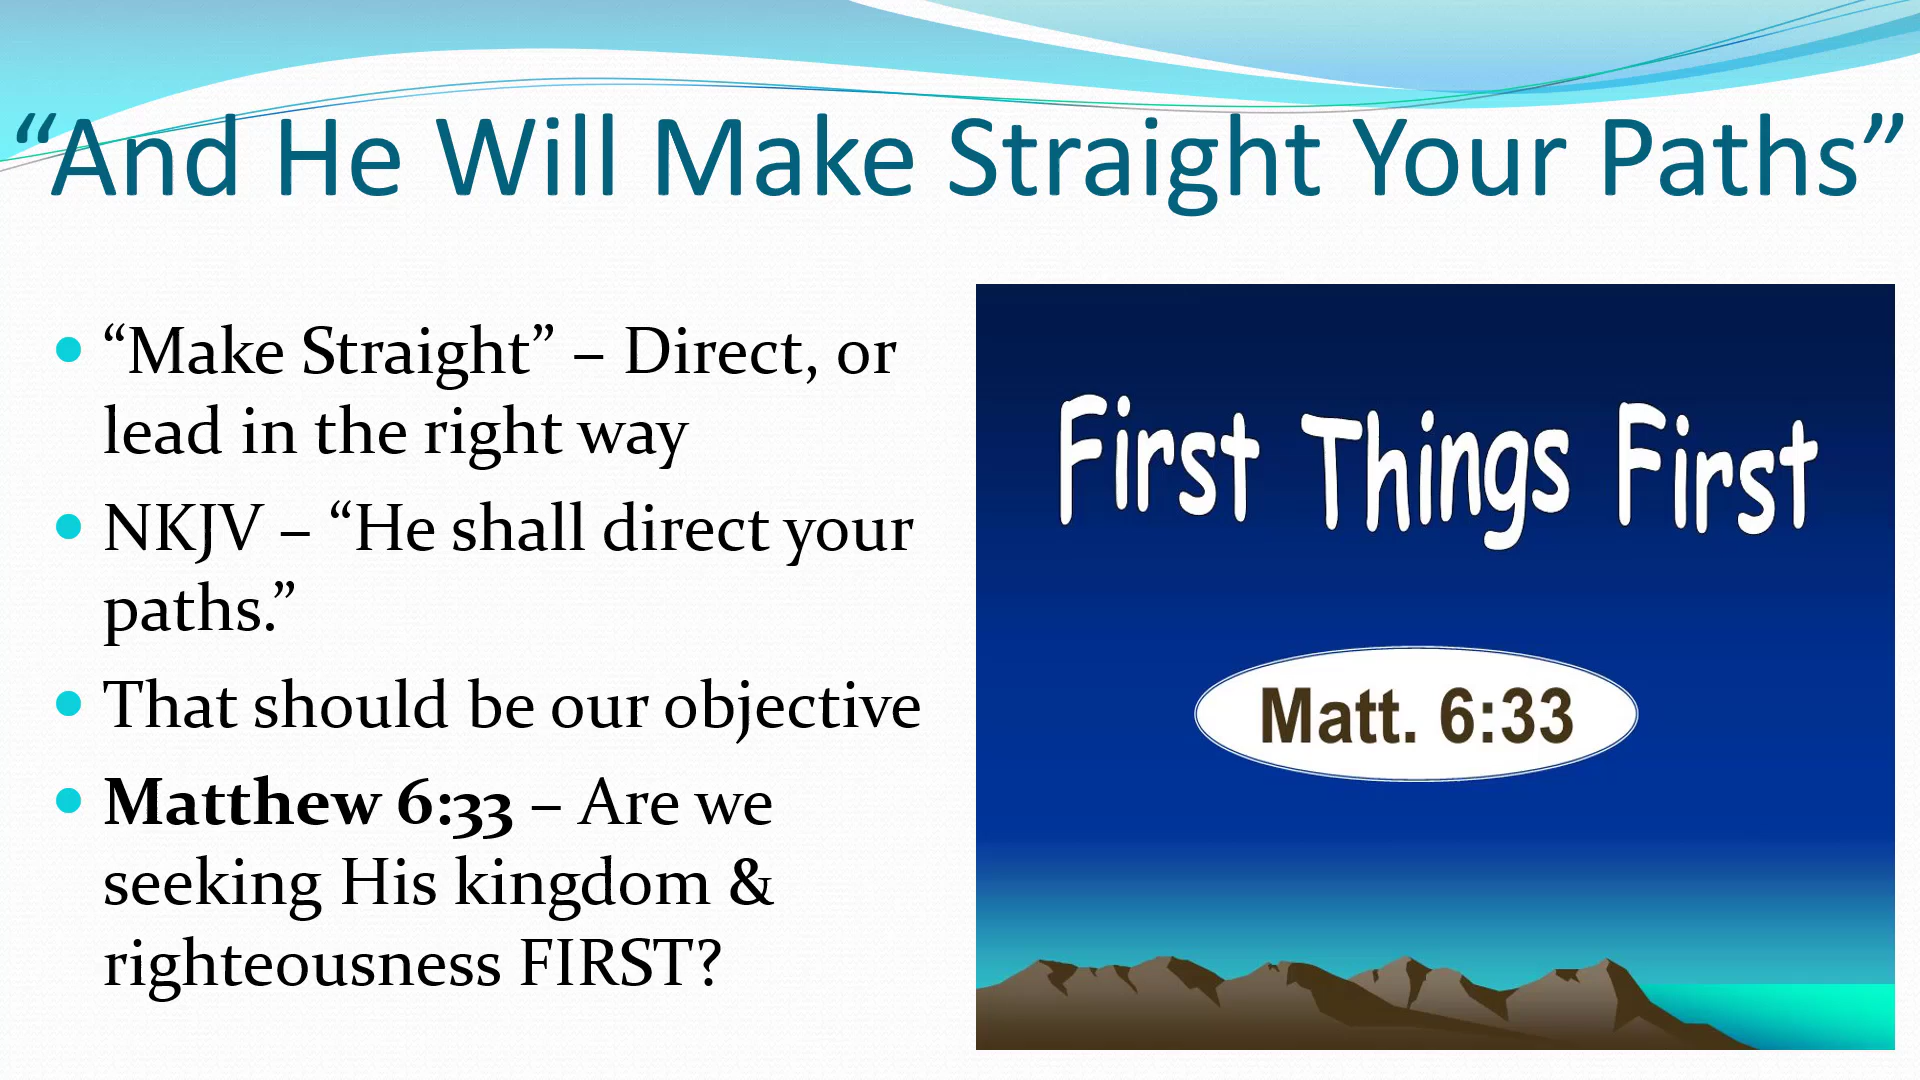 “And He Will Make Straight Your Paths”
• “Make Straight” – Direct, or
lead in the right way
• NKJV – “He shall direct your
paths.”
• That should be our objective
• Matthew 6:33 – Are we
seeking His kingdom &
righteousness FIRST?
First Things First
Matt. 6:33